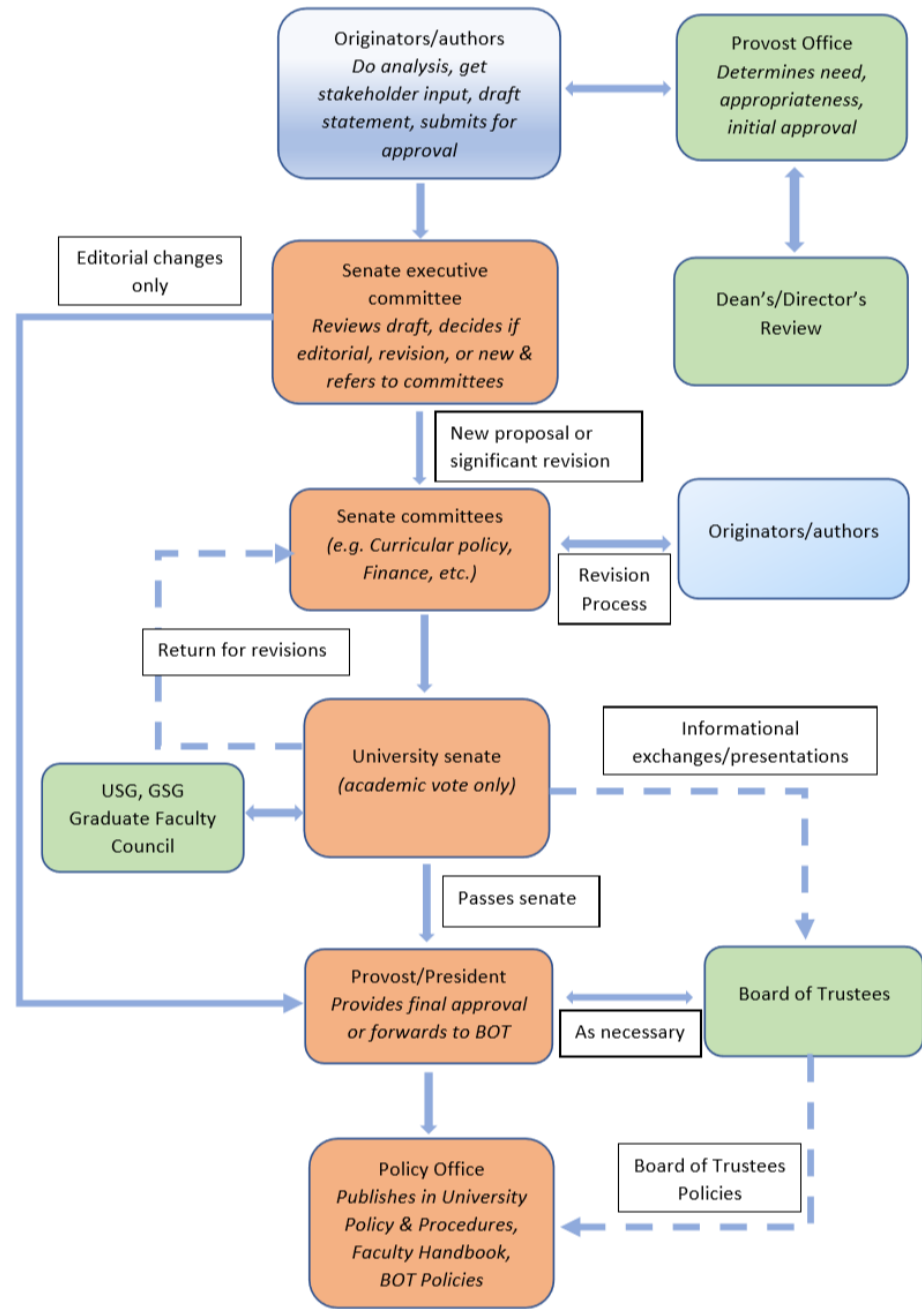 Originators/authors
Do analysis, get
stakeholder input, draft
statement, submits for
approval
Provost Office
Determines need,
appropriateness,
initial approval
Editorial changes
only
Senate executive
committee
Reviews draft, decides if
editorial, revision, or new &
refers to committees
Dean's/Director's
Review
New proposal or
significant revision
Senate committees
(e.g. Curricular policy,
Finance, etc.)
Revision
Process
Originators/authors
Return for revisions
University senate
(academic vote only)
Informational
exchanges/presentations
USG, GSG
Graduate Faculty
Council
Passes senate
Provost/President
Provides final approval
or forwards to BOT
As necessary
Board of Trustees
Policy Office
Publishes in University
Policy & Procedures,
Faculty Handbook,
BOT Policies
Board of Trustees
Policies